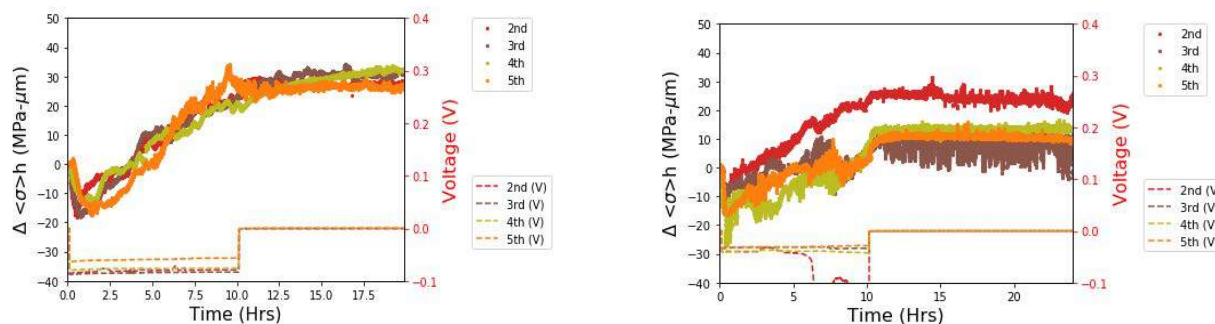 50
40
30
20
10
0
−10
−20
−30
−40
Δ <σ>h (MPa-μm)
0.0 2.5 5.0 7.5 10.0 12.5 15.0 17.5
Time (Hrs)
0.4
0.3
0.2
0.1
0.0
−0.1
Voltage (V)
2nd
3rd
4th
5th
2nd (V)
3rd (V)
4th (V)
5th (V)
50
40
30
20
10
0
−10
−20
−30
−40
Δ <σ>h (MPa-μm)
0 5 10 15 20
Time (Hrs)
0.4
0.3
0.2
0.1
0.0
−0.1
Voltage (V)
2nd
3rd
4th
5th
2nd (V
3rd (V
4th (V
5th (V